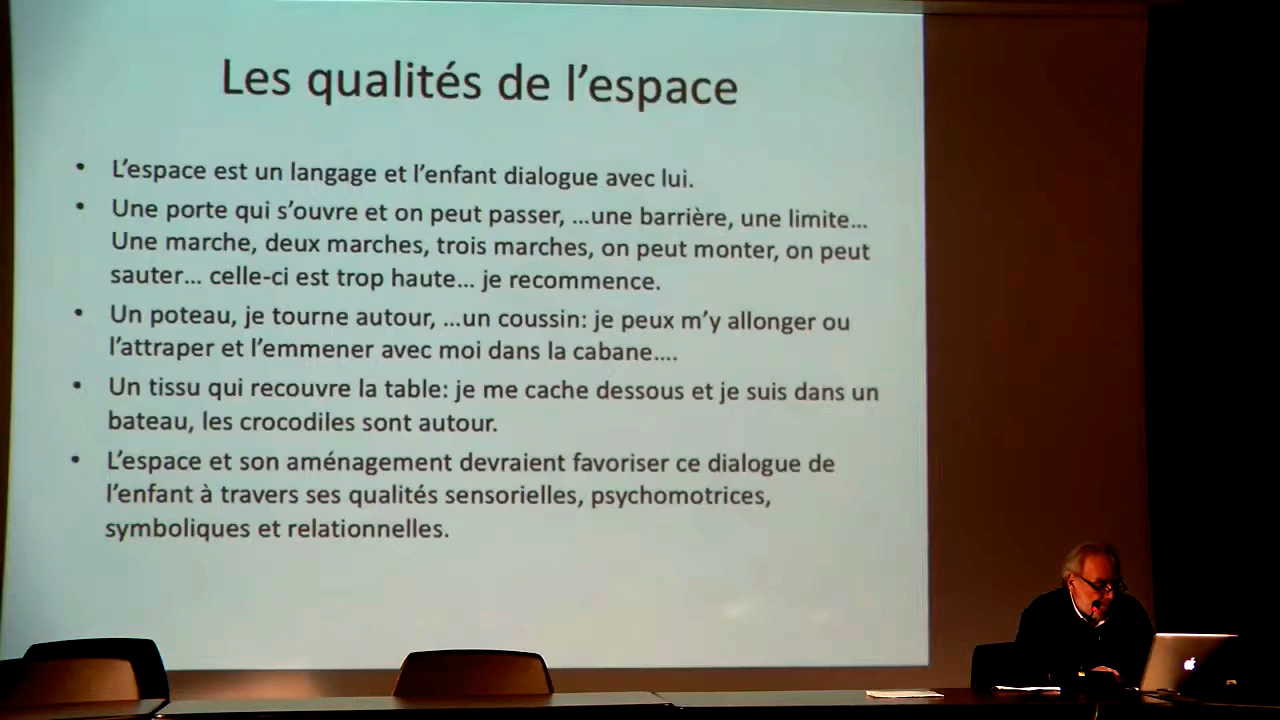 Les qualités de l’espace
• L’espace est un langage et l’enfant dialogue avec lui.
• Une porte qui s’ouvre et on peut passer, …une barrière, une limite…
Une marche, deux marches, trois marches, on peut monter, on peut
sauter… celle-ci est trop haute… je recommence.
• Un poteau, je tourne autour, …un coussin: je peux m’y allonger ou
l’attraper et l’emmener avec moi dans la cabane….
• Un tissu qui recouvre la table: je me cache dessous et je suis dans un
bateau, les crocodiles sont autour.
• L’espace et son aménagement devraient favoriser ce dialogue de
l’enfant à travers ses qualités sensorielles, psychomotrices,
symboliques et relationnelles.